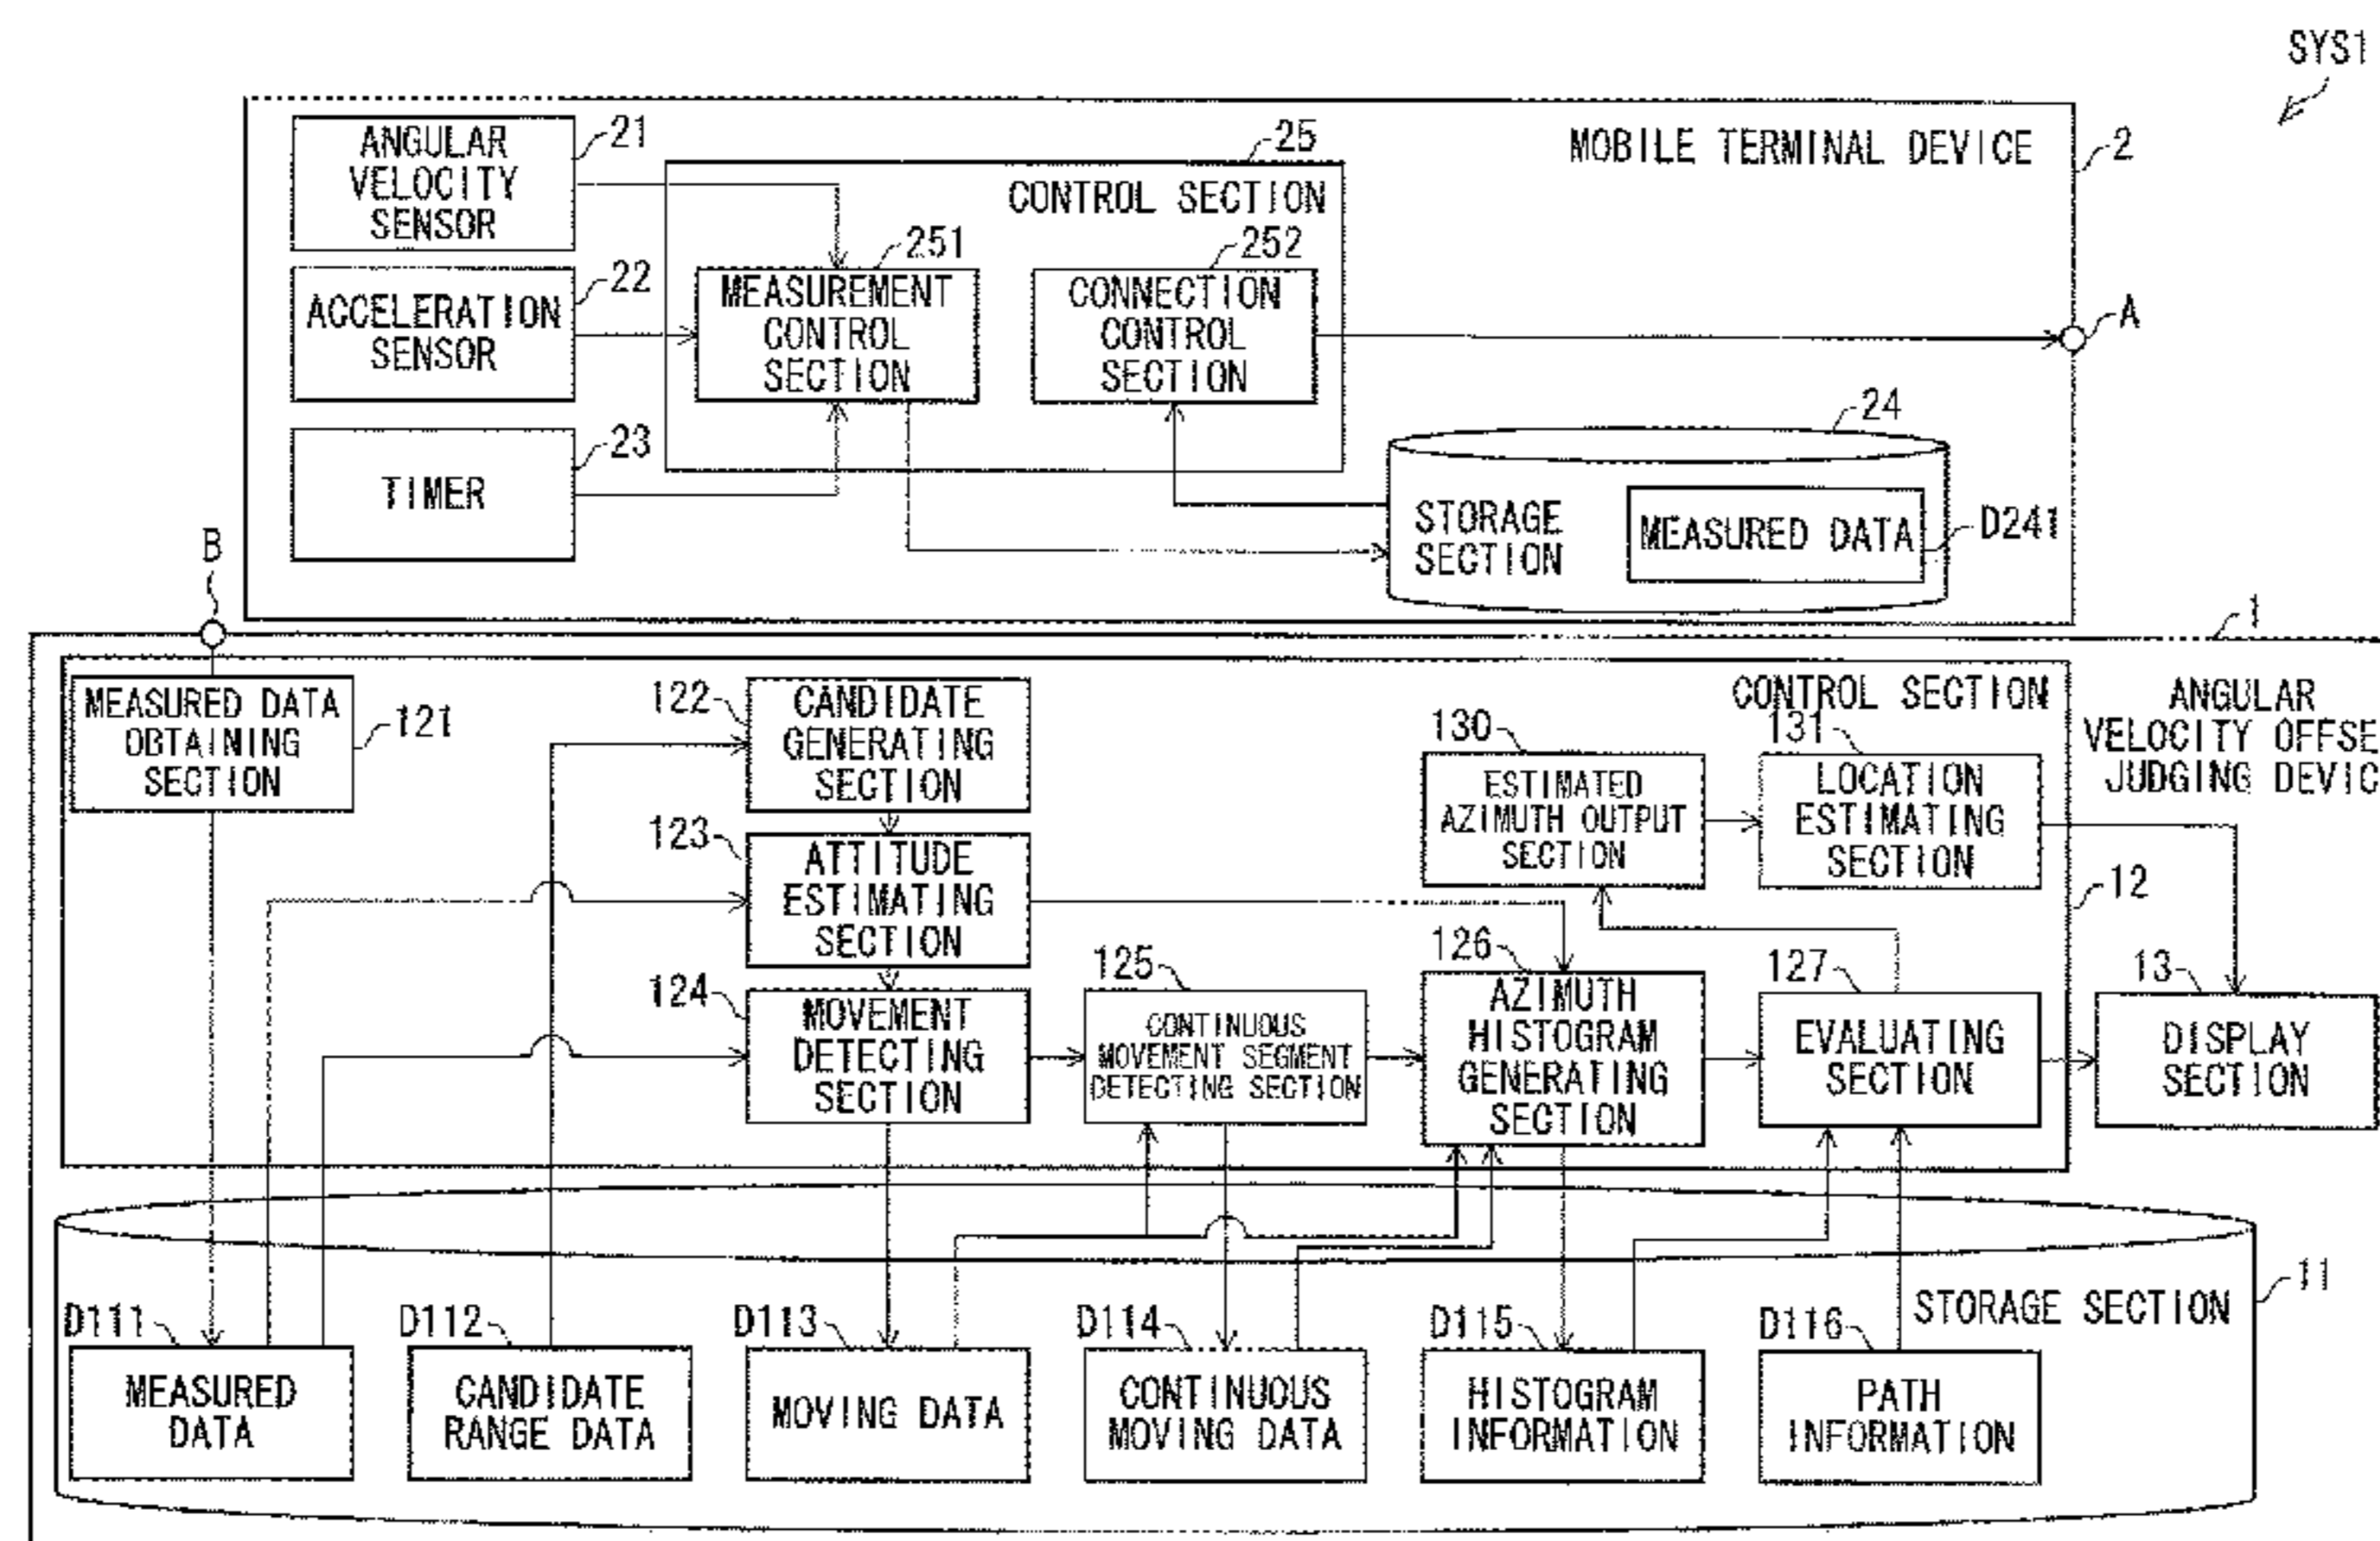 SYS1
MOBILE TERMINAL DEVICE
2
ANGULAR
VELOCITY
SENSOR
21
25
CONTROL SECTION
ACCELERATION
SENSOR
22
251
MEASUREMENT
CONTROL
SECTION
252
CONNECTION
CONTROL
SECTION
A
TIMER
23
24
STORAGE
SECTION
MEASURED DATA
D241
B
1
MEASURED DATA
OBTAINING
SECTION
121
122
CANDIDATE
GENERATING
SECTION
CONTROL SECTION
ANGULAR
VELOCITY OFFSE
JUDGING DEVIC
130
ESTIMATED
AZIMUTH OUTPUT
SECTION
131
LOCATION
ESTIMATING
SECTION
123
ATTITUDE
ESTIMATING
SECTION
12
124
MOVEMENT
DETECTING
SECTION
125
CONTINUOUS
MOVEMENT SEGMENT
DETECTING SECTION
126
AZIMUTH
HISTOGRAM
GENERATING
SECTION
127
EVALUATING
SECTION
13
DISPLAY
SECTION
11
STORAGE SECTION
D111
MEASURED
DATA
D112
CANDIDATE
RANGE DATA
D113
MOVING DATA
D114
CONTINUOUS
MOVING DATA
D115
HISTOGRAM
INFORMATION
D116
PATH
INFORMATION